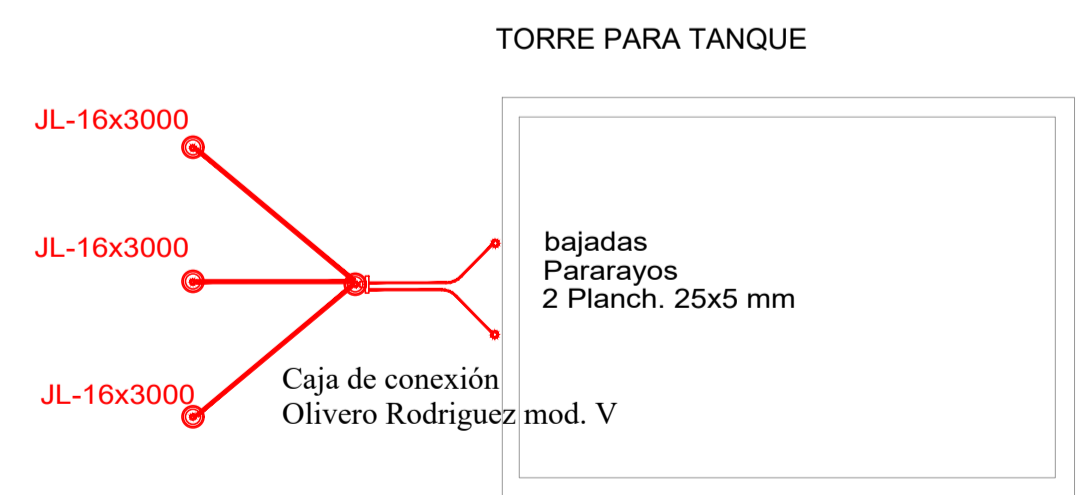 TORRE PARA TANQUE
JL-16x3000
JL-16x3000
bajadas
Pararayos
2 Planch. 25x5 mm
JL-16x3000
Caja de conexión
Olivero Rodriguez mod. V